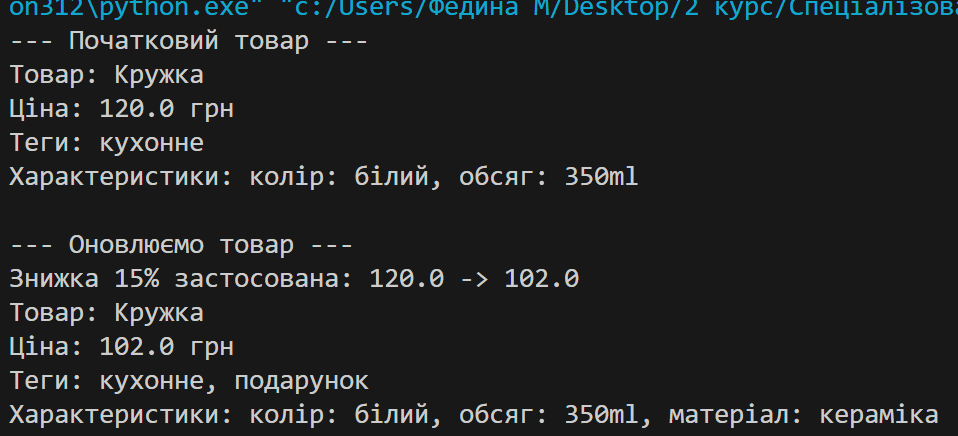 on312\python.exe" "c:/Users/Федина М/Desktop/2 курс/Спеціалізов
--- Початковий товар ---
Товар: Кружка
Ціна: 120.0 грн
Теги: кухонне
Характеристики: колір: білий, обсяг: 350ml
--- Оновлюємо товар ---
Знижка 15% застосована: 120.0 -> 102.0
Товар: Кружка
Ціна: 102.0 грн
Теги: кухонне, подарунок
Характеристики: колір: білий, обсяг: 350ml, матеріал: кераміка